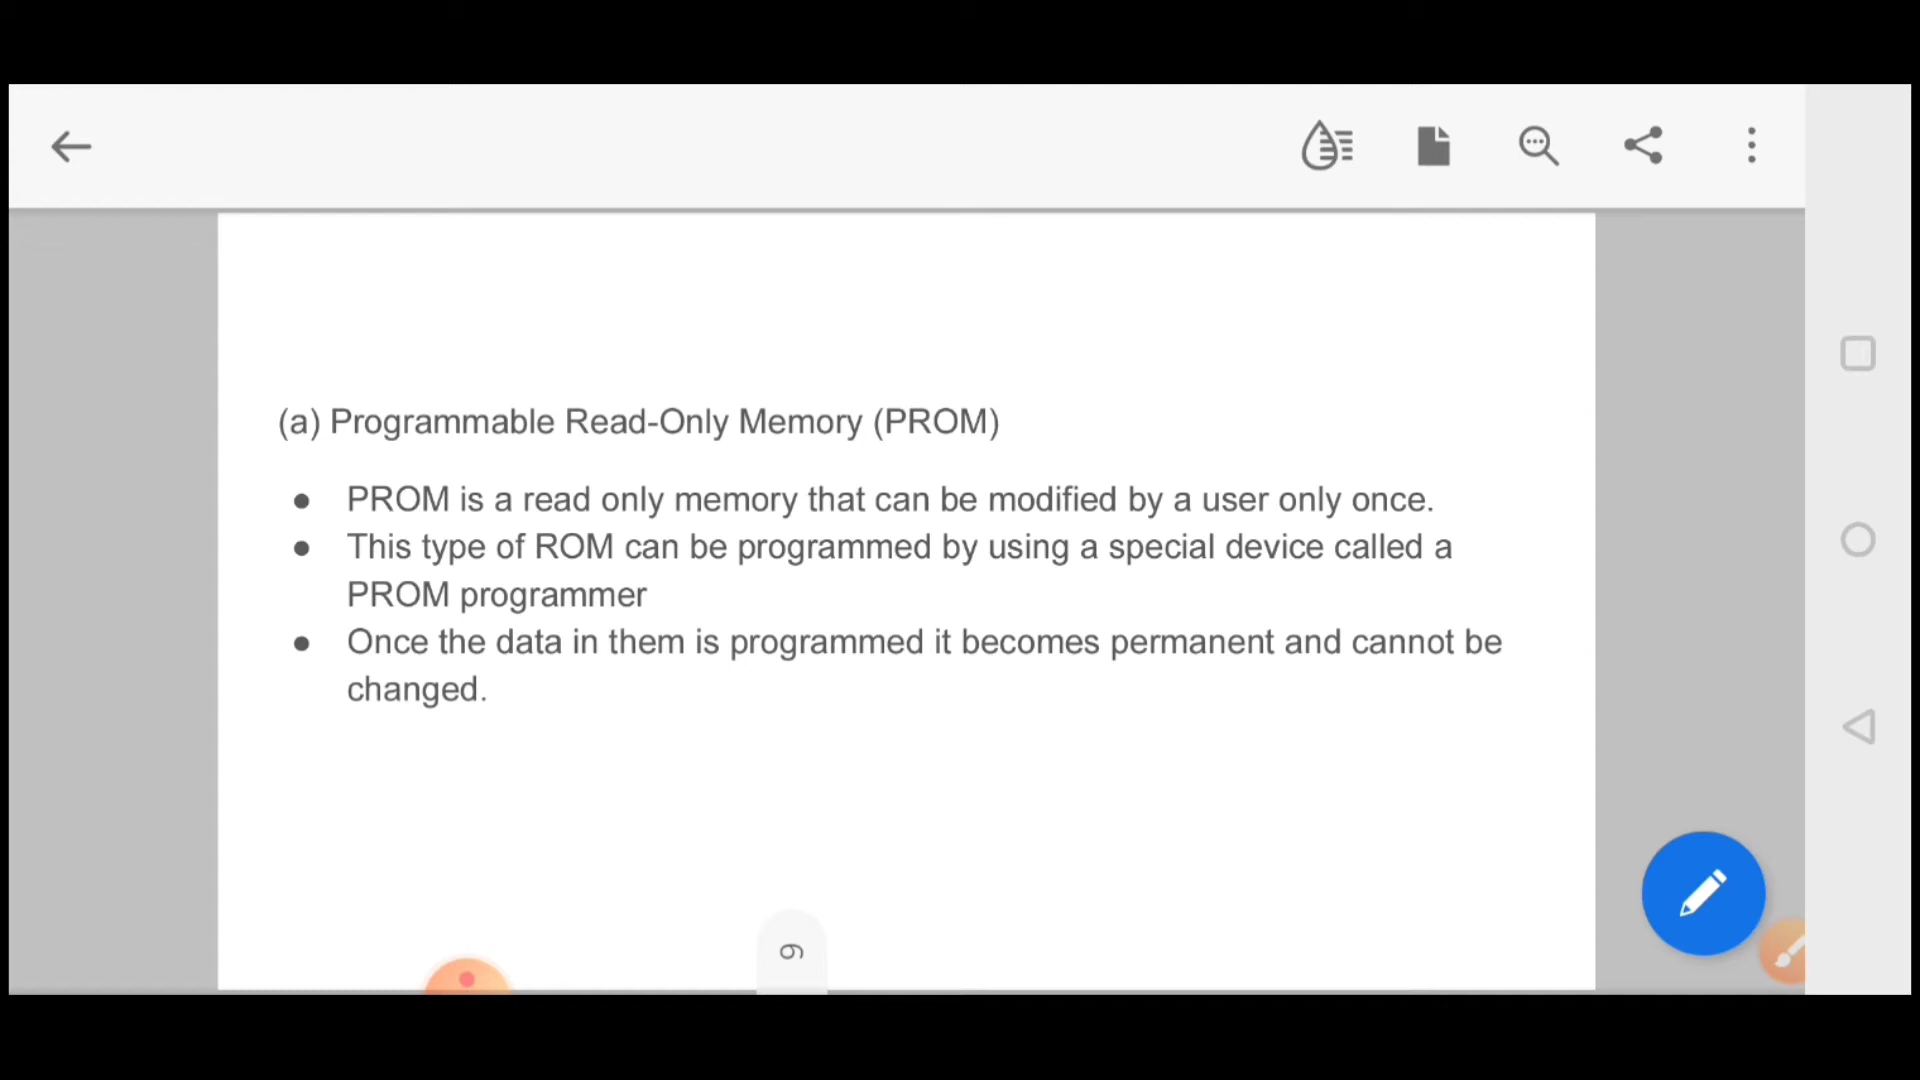 (a) Programmable Read-Only Memory (PROM)
● PROM is a read only memory that can be modified by a user only once.
● This type of ROM can be programmed by using a special device called a
PROM programmer
● Once the data in them is programmed it becomes permanent and cannot be
changed.
9